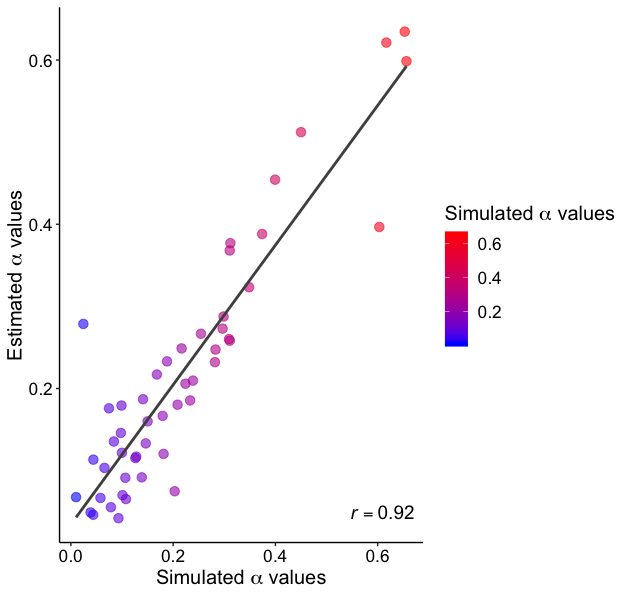 Estimated α values
0.6
0.4
0.2
0.0 0.2 0.4 0.6
Simulated α values
r = 0.92
Simulated α values
0.6
0.4
0.2